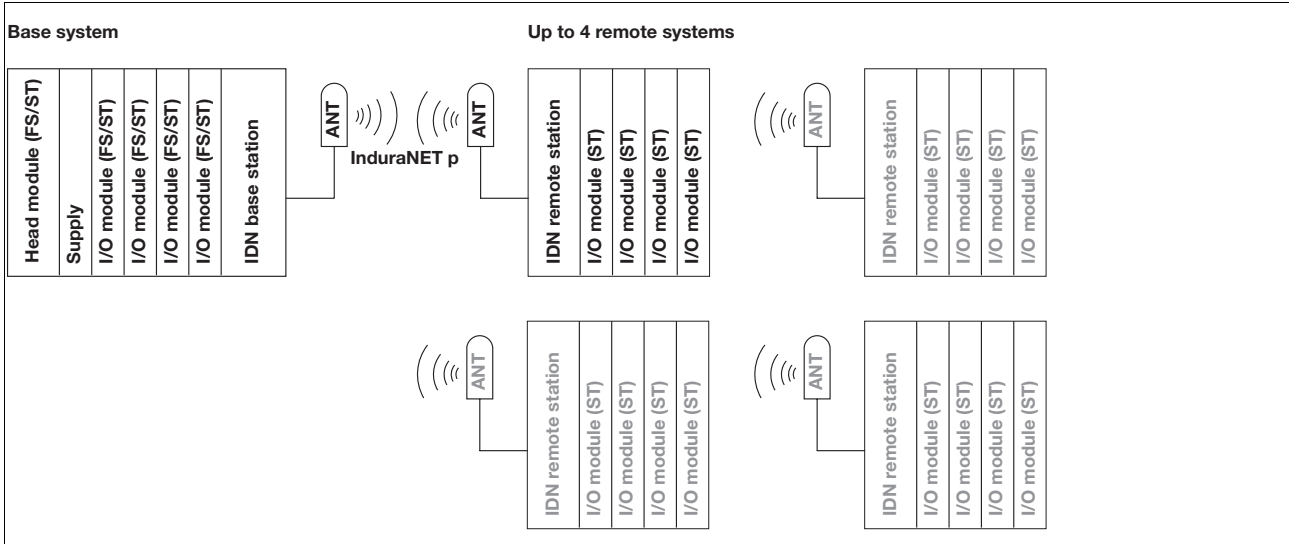 Base system
Up to 4 remote systems
Head module (FS/ST)
Supply
I/O module (FS/ST)
I/O module (FS/ST)
I/O module (FS/ST)
I/O module (FS/ST)
IDN base station
ANT
InduraNET p
ANT
IDN remote station
I/O module (ST)
I/O module (ST)
I/O module (ST)
I/O module (ST)
ANT
IDN remote station
I/O module (ST)
I/O module (ST)
I/O module (ST)
I/O module (ST)
ANT
IDN remote station
I/O module (ST)
I/O module (ST)
I/O module (ST)
I/O module (ST)
ANT
IDN remote station
I/O module (ST)
I/O module (ST)
I/O module (ST)
I/O module (ST)